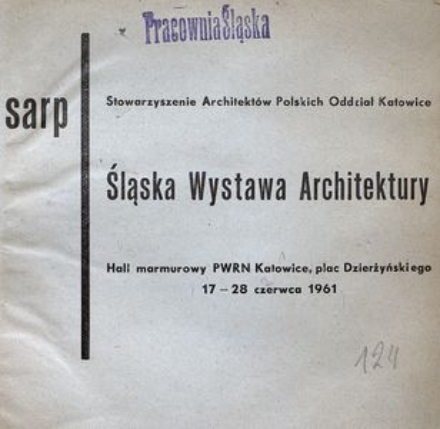 Pracownia Śląska
sarp
Stowarzyszenie Architektów Polskich Oddział Katowice
Śląska Wystawa Architektury
Hall marmurowy PWRN Katowice, plac Dzierżyńskiego
17 – 28 czerwca 1961
124